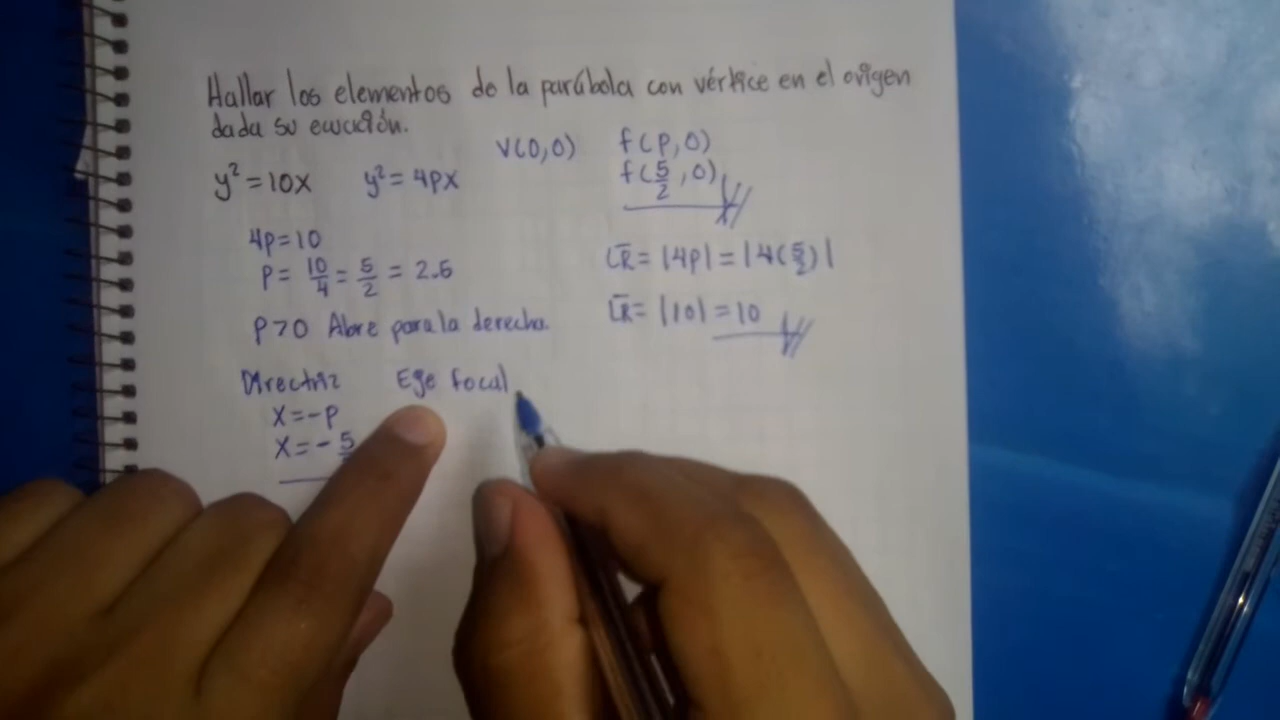 Hallar los elementos de la parábola con vértice en el origen
dada su ecuación.
y² = 10x
y² = 4px
4p = 10
p = 10/4 = 5/2 = 2.5
p > 0 Abre para la derecha.
Directriz
x = -p
x = - 5
Eje focal
V(0,0)
f(p,0)
f(5/2, 0)
LR = |4p| = |4(5/2)|
LR = |10| = 10